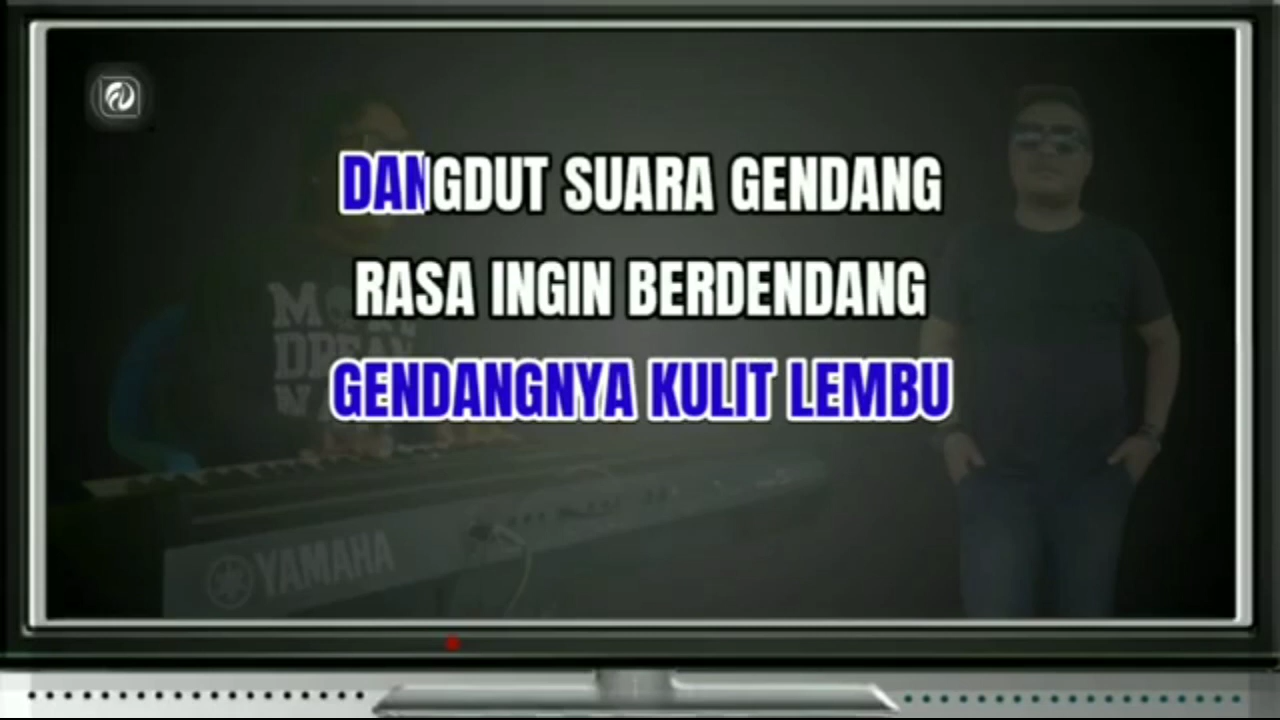 DANGDUT SUARA GENDANG
RASA INGIN BERDENDANG
GENDANGNYA KULIT LEMBU
YAMAHA